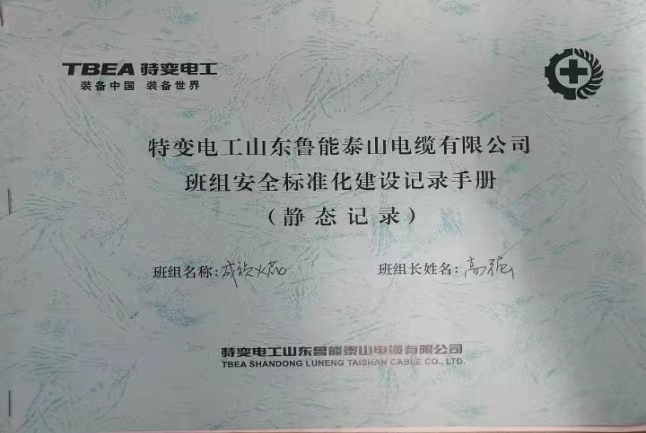 TBEA 特变电工
装备中国 装备世界
特变电工山东鲁能泰山电缆有限公司
班组安全标准化建设记录手册
（静态记录）
班组名称：成缆
班组长姓名：高强
特变电工山东鲁能泰山电缆有限公司
TBEA SHANDONG LUNENG TAISHAN CABLE CO., LTD.